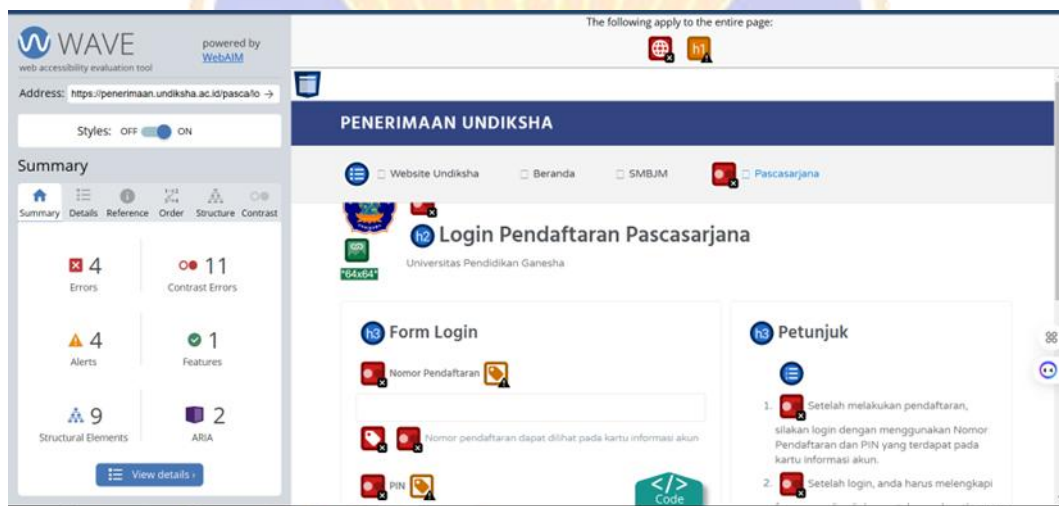 WAVE
web accessibility evaluation tool
powered by
WebAIM
Address: https://penerimaan.undiksha.ac.id/pasca/lo →
Styles: OFF ON
Summary
Summary Details Reference Order Structure Contrast
4
Errors
11
Contrast Errors
4
Alerts
1
Features
9
Structural Elements
2
ARIA
View details ›
The following apply to the entire page:
h1
PENERIMAAN UNDIKSHA
Website Undiksha Beranda SMBJM Pascasarjana
h2 Login Pendaftaran Pascasarjana
*64x64*
Universitas Pendidikan Ganesha
h3 Form Login
Nomor Pendaftaran
Nomor pendaftaran dapat dilihat pada kartu informasi akun
PIN
</>
Code
h3 Petunjuk
1. Setelah melakukan pendaftaran,
silakan login dengan menggunakan Nomor
Pendaftaran dan PIN yang terdapat pada
kartu informasi akun.
2. Setelah login, anda harus melengkapi